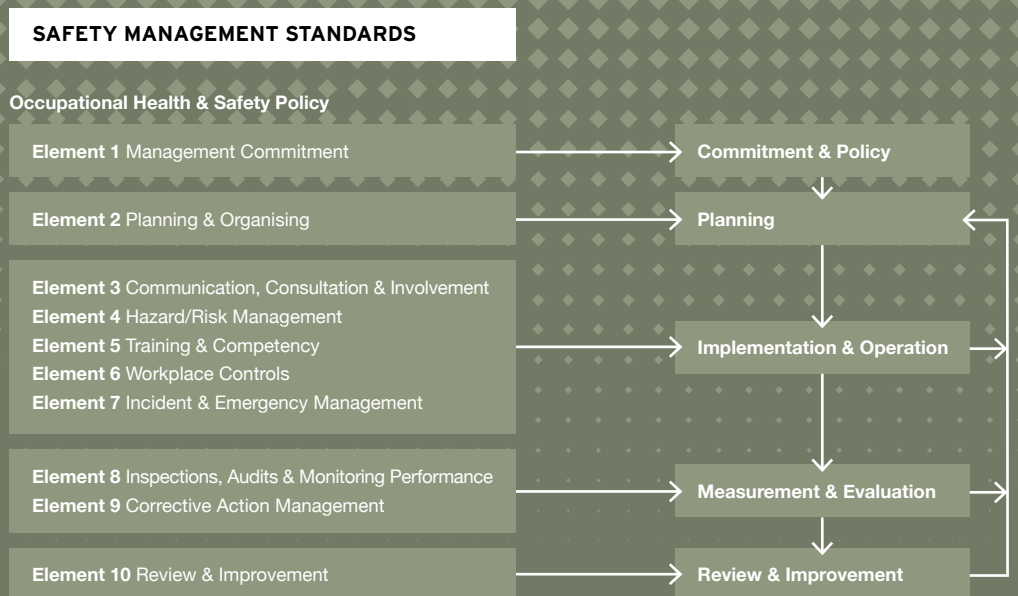 SAFETY MANAGEMENT STANDARDS
Occupational Health & Safety Policy
Element 1 Management Commitment
Commitment & Policy
Element 2 Planning & Organising
Planning
Element 3 Communication, Consultation & Involvement
Element 4 Hazard/Risk Management
Element 5 Training & Competency
Element 6 Workplace Controls
Element 7 Incident & Emergency Management
Implementation & Operation
Element 8 Inspections, Audits & Monitoring Performance
Element 9 Corrective Action Management
Measurement & Evaluation
Element 10 Review & Improvement
Review & Improvement